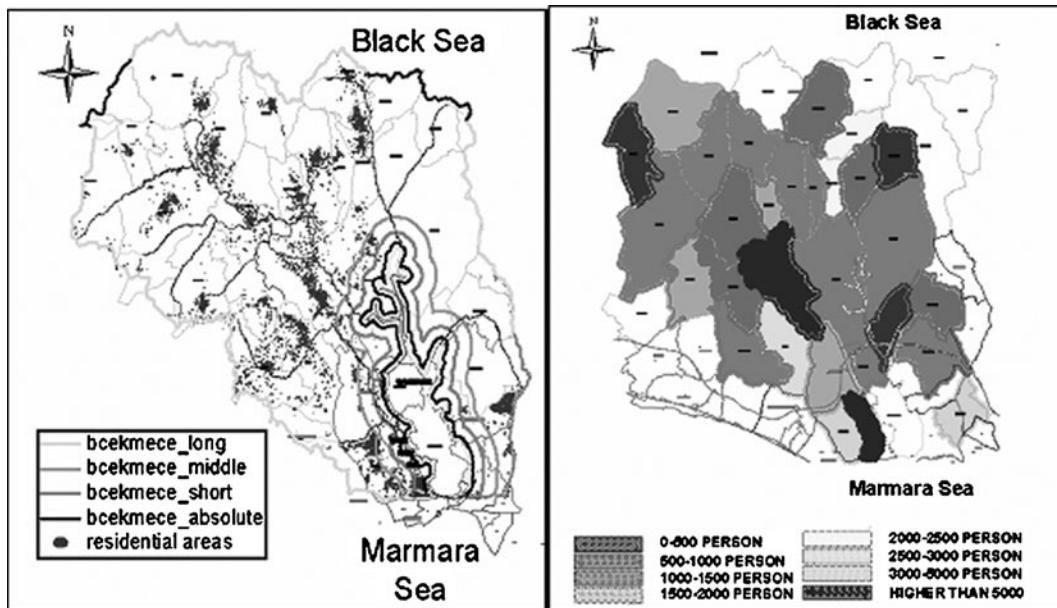 N
Black Sea
bcekmece_long
bcekmece_middle
bcekmece_short
bcekmece_absolute
residential areas
Marmara
Sea
N
Black Sea
Marmara Sea
0-500 PERSON
500-1000 PERSON
1000-1500 PERSON
1500-2000 PERSON
2000-2500 PERSON
2500-3000 PERSON
3000-5000 PERSON
HIGHER THAN 5000